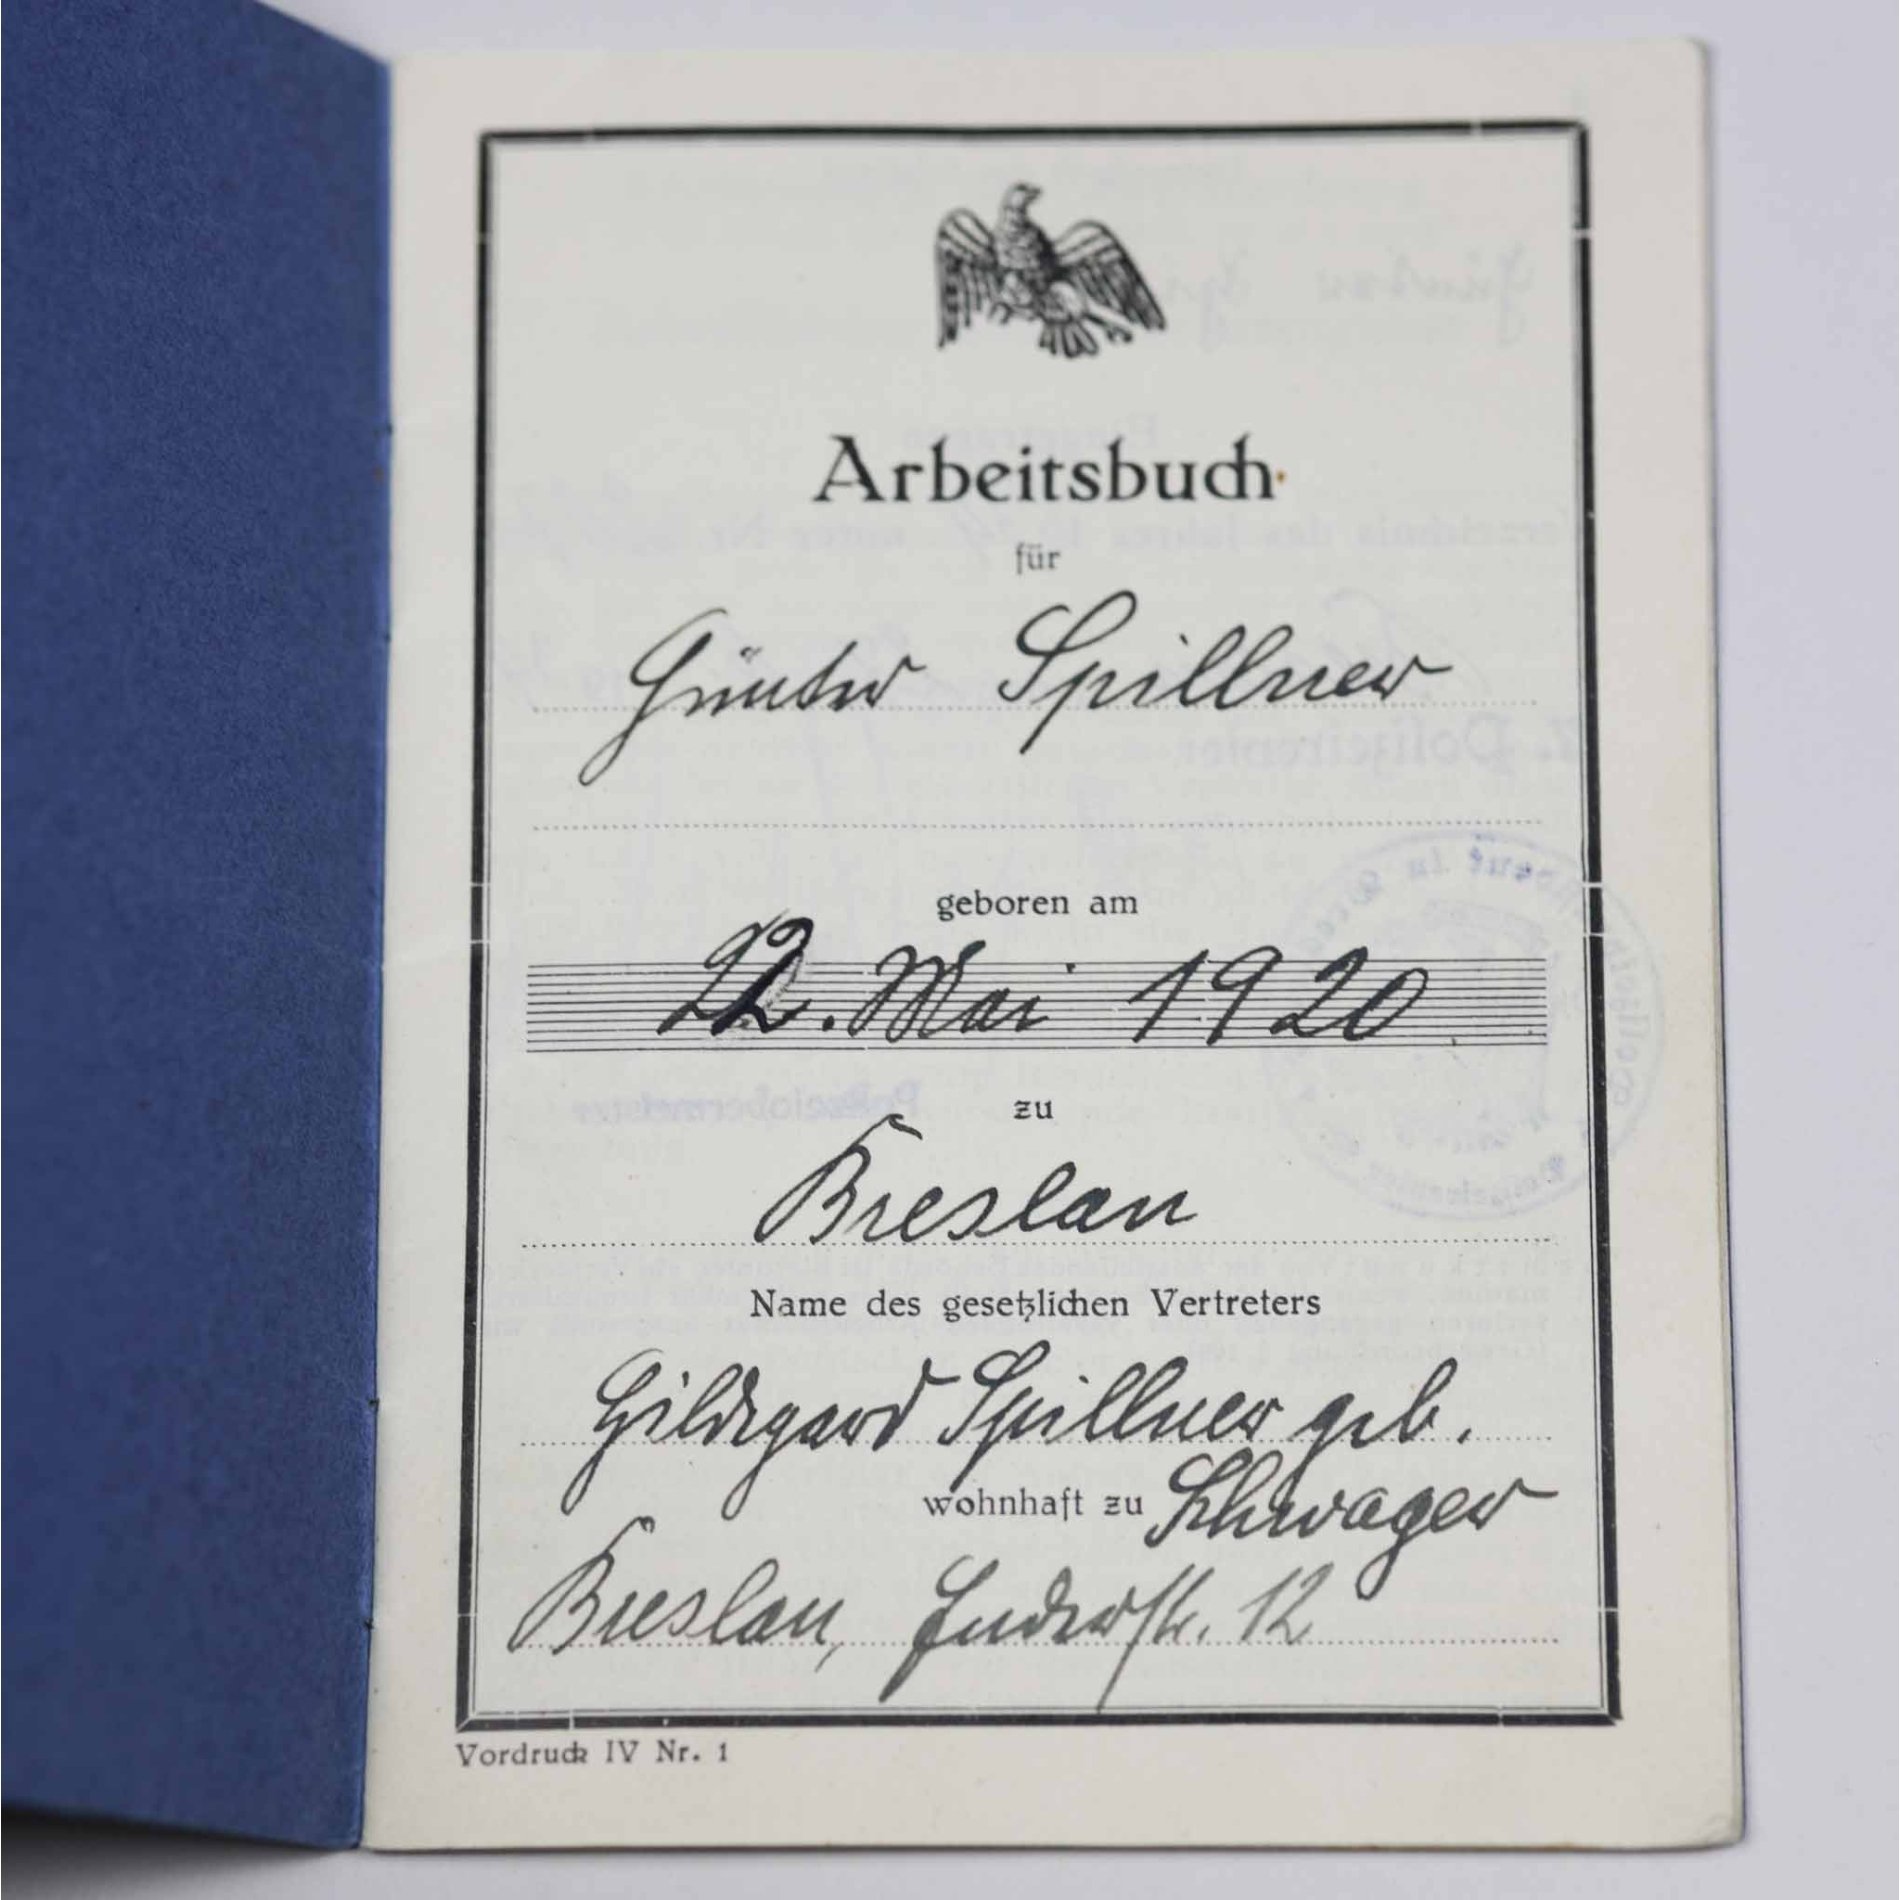 Arbeitsbuch
für
Günter Spillner
geboren am
22. Mai 1920
zu
Breslau
Name des gesetzlichen Vertreters
Hildegard Spillner geb.
Schwager
wohnhaft zu
Breslau, 12
Vordruck IV Nr. 1